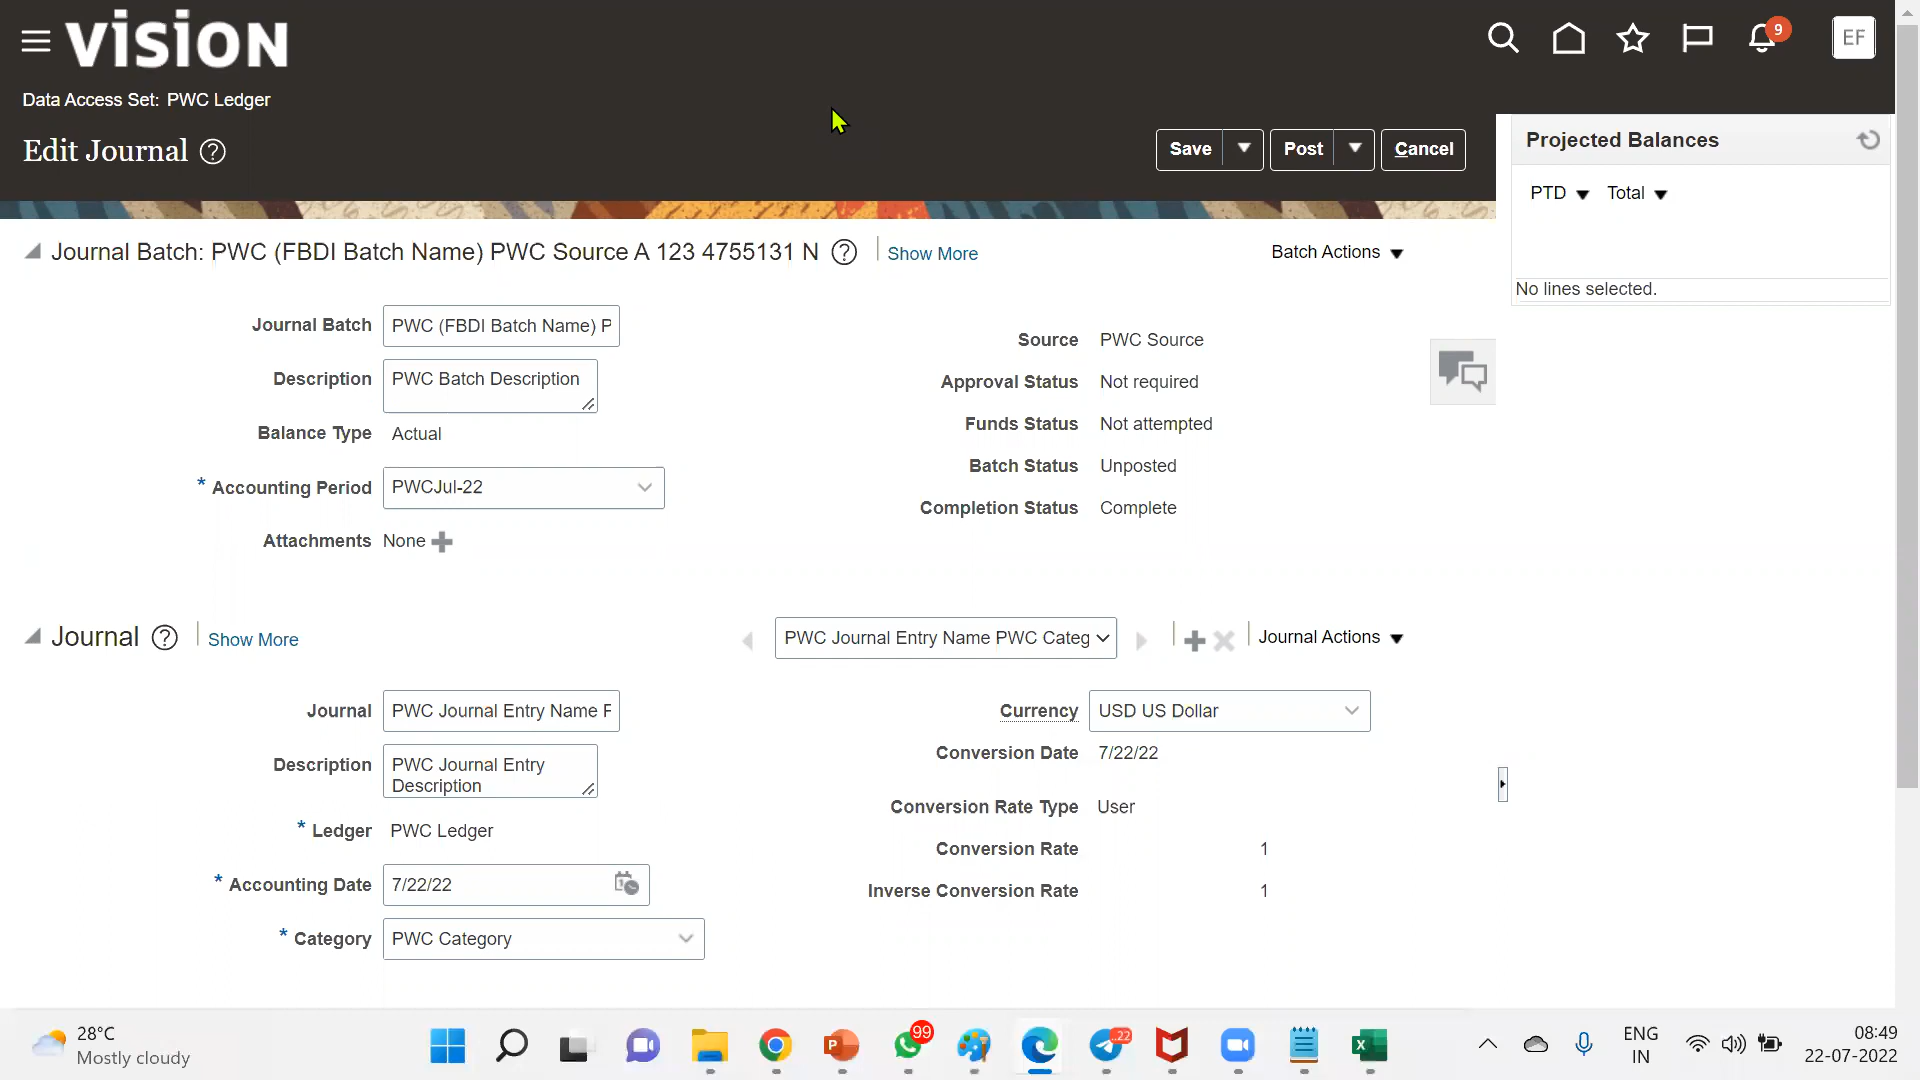 vision
9
EF
Data Access Set: PWC Ledger
Edit Journal ?
Save
Post
Cancel
Projected Balances
PTD
Total
No lines selected.
Journal Batch: PWC (FBDI Batch Name) PWC Source A 123 4755131 N ?
Show More
Batch Actions
Journal Batch PWC (FBDI Batch Name) P
Description PWC Batch Description
Balance Type Actual
* Accounting Period PWCJul-22
Attachments None
Source PWC Source
Approval Status Not required
Funds Status Not attempted
Batch Status Unposted
Completion Status Complete
Journal ?
Show More
PWC Journal Entry Name PWC Categ
Journal Actions
Journal PWC Journal Entry Name F
Description PWC Journal Entry
Description
* Ledger PWC Ledger
* Accounting Date 7/22/22
* Category PWC Category
Currency USD US Dollar
Conversion Date 7/22/22
Conversion Rate Type User
Conversion Rate 1
Inverse Conversion Rate 1
28°C
Mostly cloudy
99
22
ENG
IN
08:49
22-07-2022